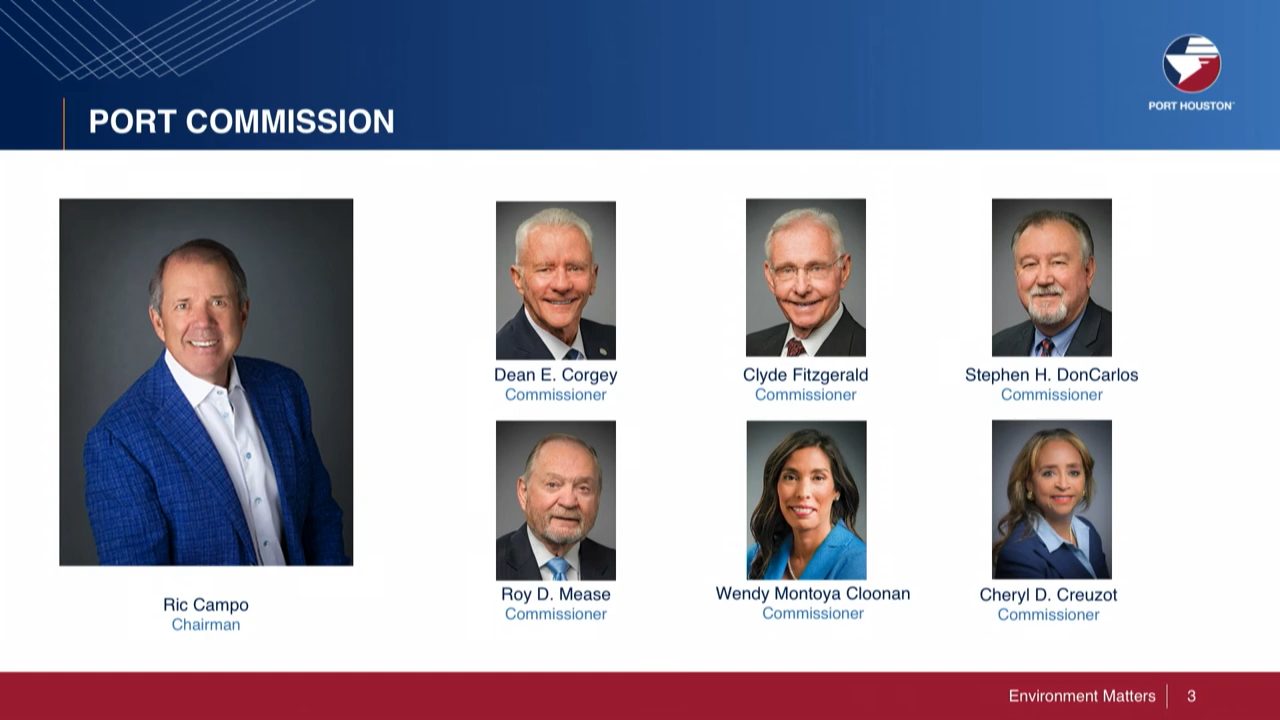 PORT COMMISSION
PORT HOUSTON™
Ric Campo
Chairman
Dean E. Corgey
Commissioner
Clyde Fitzgerald
Commissioner
Stephen H. DonCarlos
Commissioner
Roy D. Mease
Commissioner
Wendy Montoya Cloonan
Commissioner
Cheryl D. Creuzot
Commissioner
Environment Matters
3